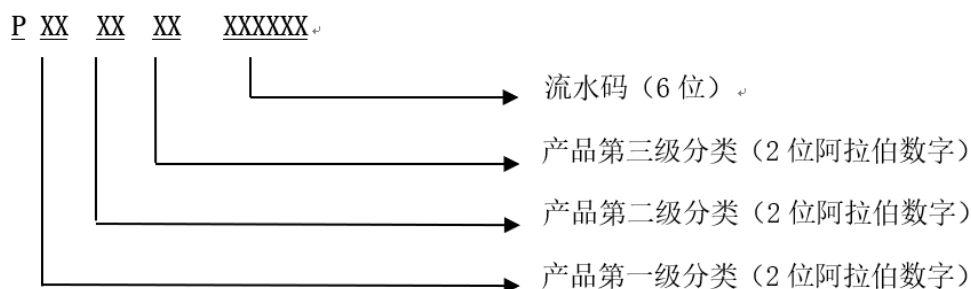 P XX XX XX XXXXXX
流水码（6 位）
产品第三级分类（2 位阿拉伯数字）
产品第二级分类（2 位阿拉伯数字）
产品第一级分类（2 位阿拉伯数字）